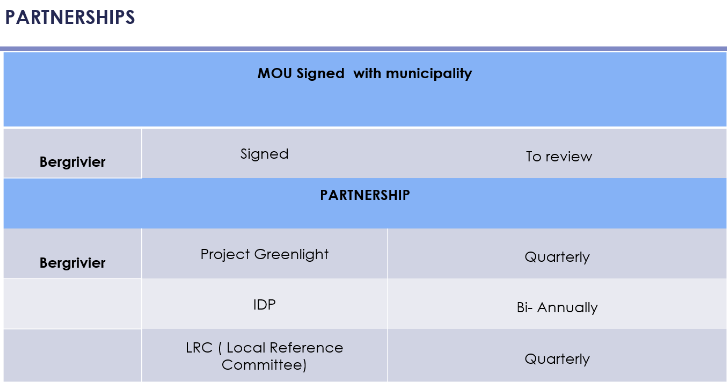 PARTNERSHIPS
MOU Signed  with municipality
Bergrivier
Signed
To review
PARTNERSHIP
Bergrivier
Project Greenlight
Quarterly
IDP
Bi- Annually
LRC ( Local Reference
Committee)
Quarterly